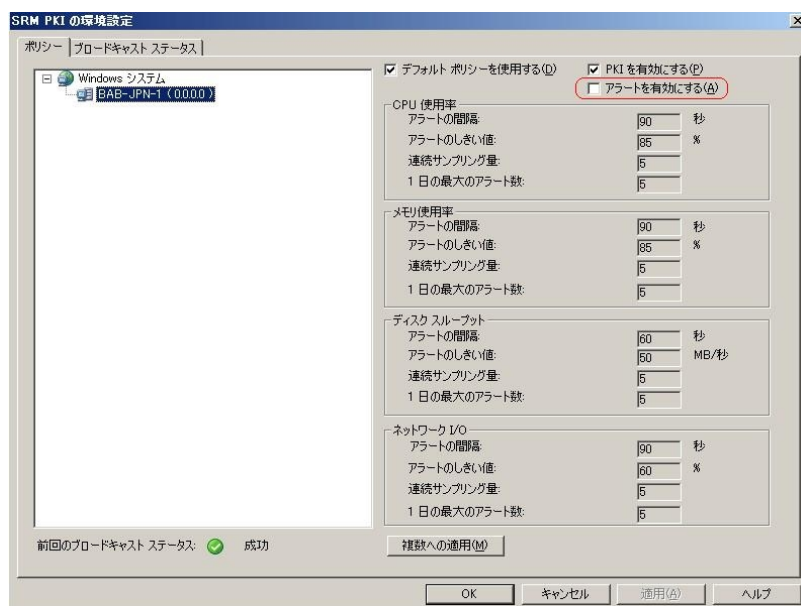 SRM PKI の環境設定
ポリシー
ブロードキャスト ステータス
Windows システム
BAB-JPN-1 (0.0.0.0)
デフォルト ポリシーを使用する(D)
PKI を有効にする(P)
アラートを有効にする(A)
CPU 使用率
アラートの間隔: 90 秒
アラートのしきい値: 85 %
連続サンプリング量: 5
1 日の最大のアラート数: 5
メモリ使用率
アラートの間隔: 90 秒
アラートのしきい値: 85 %
連続サンプリング量: 5
1 日の最大のアラート数: 5
ディスク スループット
アラートの間隔: 60 秒
アラートのしきい値: 50 MB/秒
連続サンプリング量: 5
1 日の最大のアラート数: 5
ネットワーク I/O
アラートの間隔: 90 秒
アラートのしきい値: 60 %
連続サンプリング量: 5
1 日の最大のアラート数: 5
前回のブロードキャスト ステータス: 成功
複数への適用(M)
OK
キャンセル
適用(A)
ヘルプ